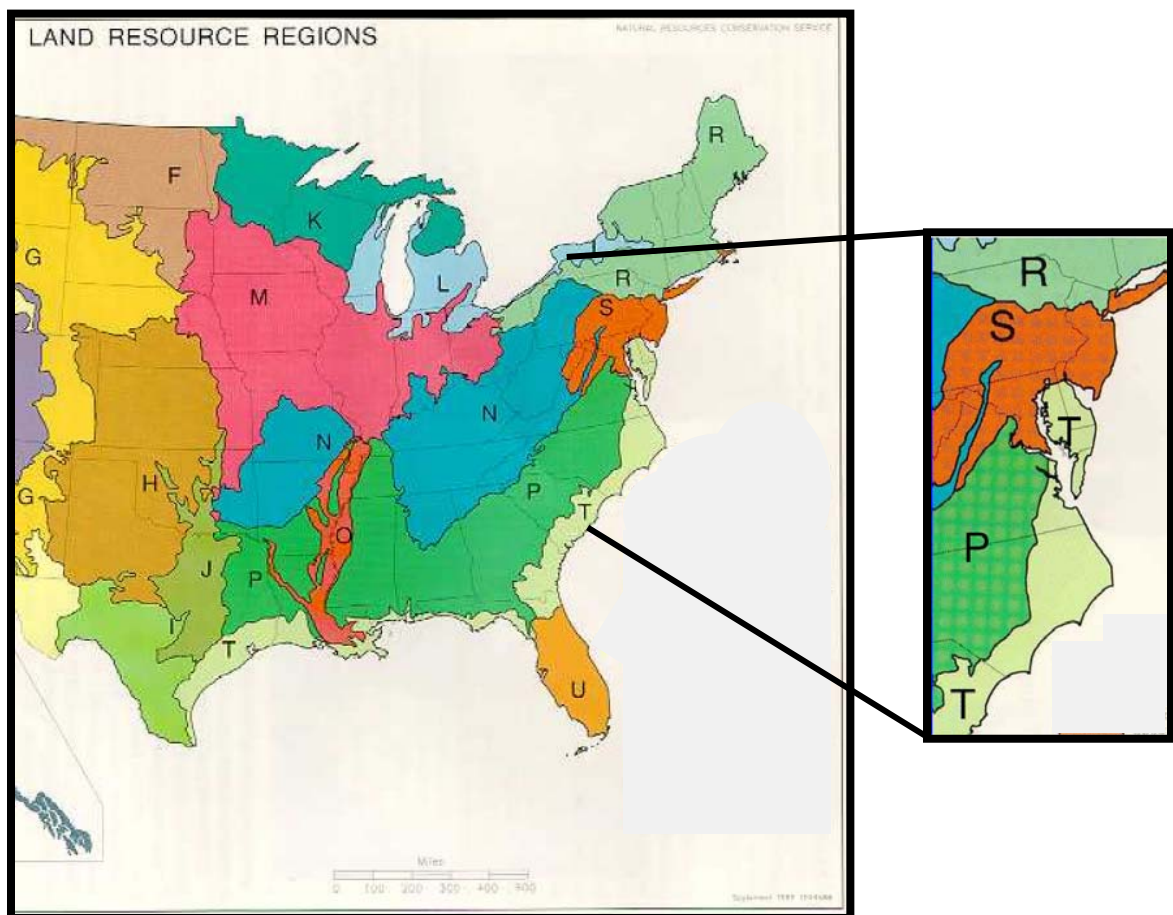 LAND RESOURCE REGIONS
NATURAL RESOURCES CONSERVATION SERVICE
R
F
K
G
L
L
R
M
S
N
N
H
G
P
T
O
J
P
I
T
U
Miles
0 100 200 300 400 500
R
S
T
P
T